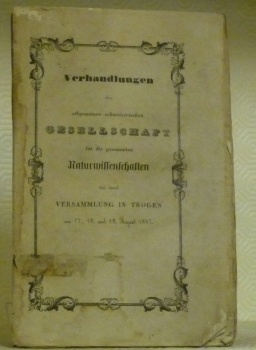 Verhandlungen
der
allgemeinen schweizerischen
GESELLSCHAFT
für die gesammten
Naturwissenschaften
bei ihrer
VERSAMMLUNG IN TROGEN
am 17., 18. und 19. August